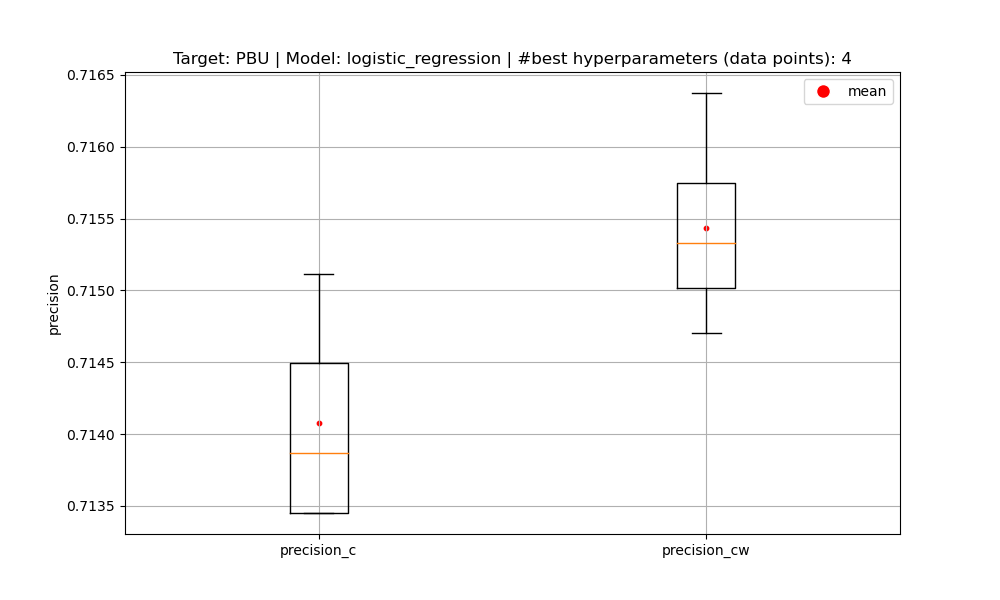 Target: PBU | Model: logistic_regression | #best hyperparameters (data points): 4
mean
0.7165
0.7160
0.7155
0.7150
0.7145
0.7140
0.7135
precision
precision_c
precision_cw